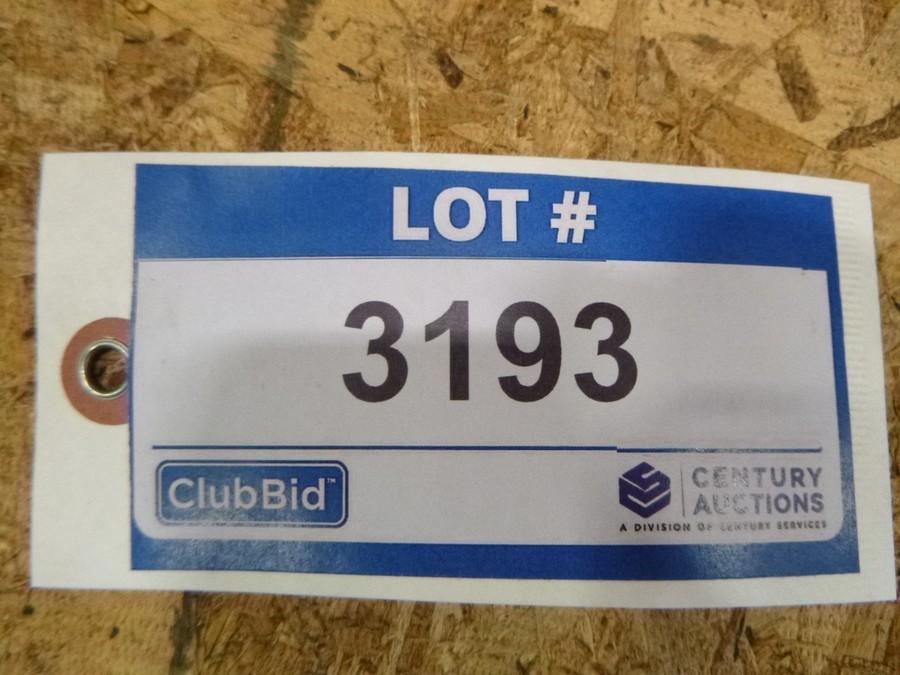 LOT #
3193
ClubBid™
CENTURY
AUCTIONS
A DIVISION OF CENTURY SERVICES